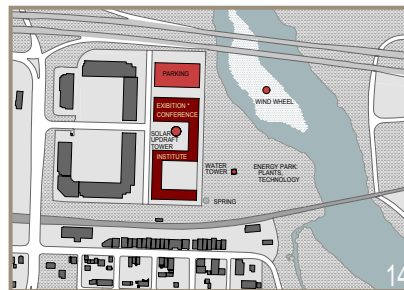 PARKING
EXIBITION -
CONFERENCE
WIND WHEEL
SOLAR
UPDRAFT
TOWER
INSTITUTE
WATER
TOWER
ENERGY PARK:
PLANTS,
TECHNOLOGY
SPRING
14